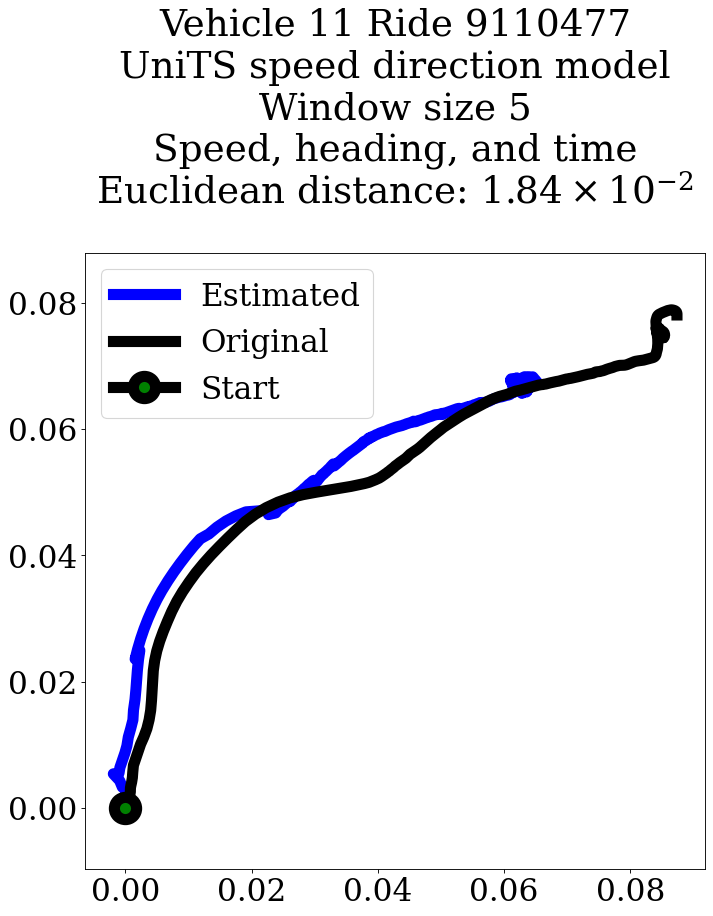 Vehicle 11 Ride 9110477
UniTS speed direction model
Window size 5
Speed, heading, and time
Euclidean distance: 1.84 × 10⁻²
Estimated
Original
Start
0.08
0.06
0.04
0.02
0.00
0.00 0.02 0.04 0.06 0.08